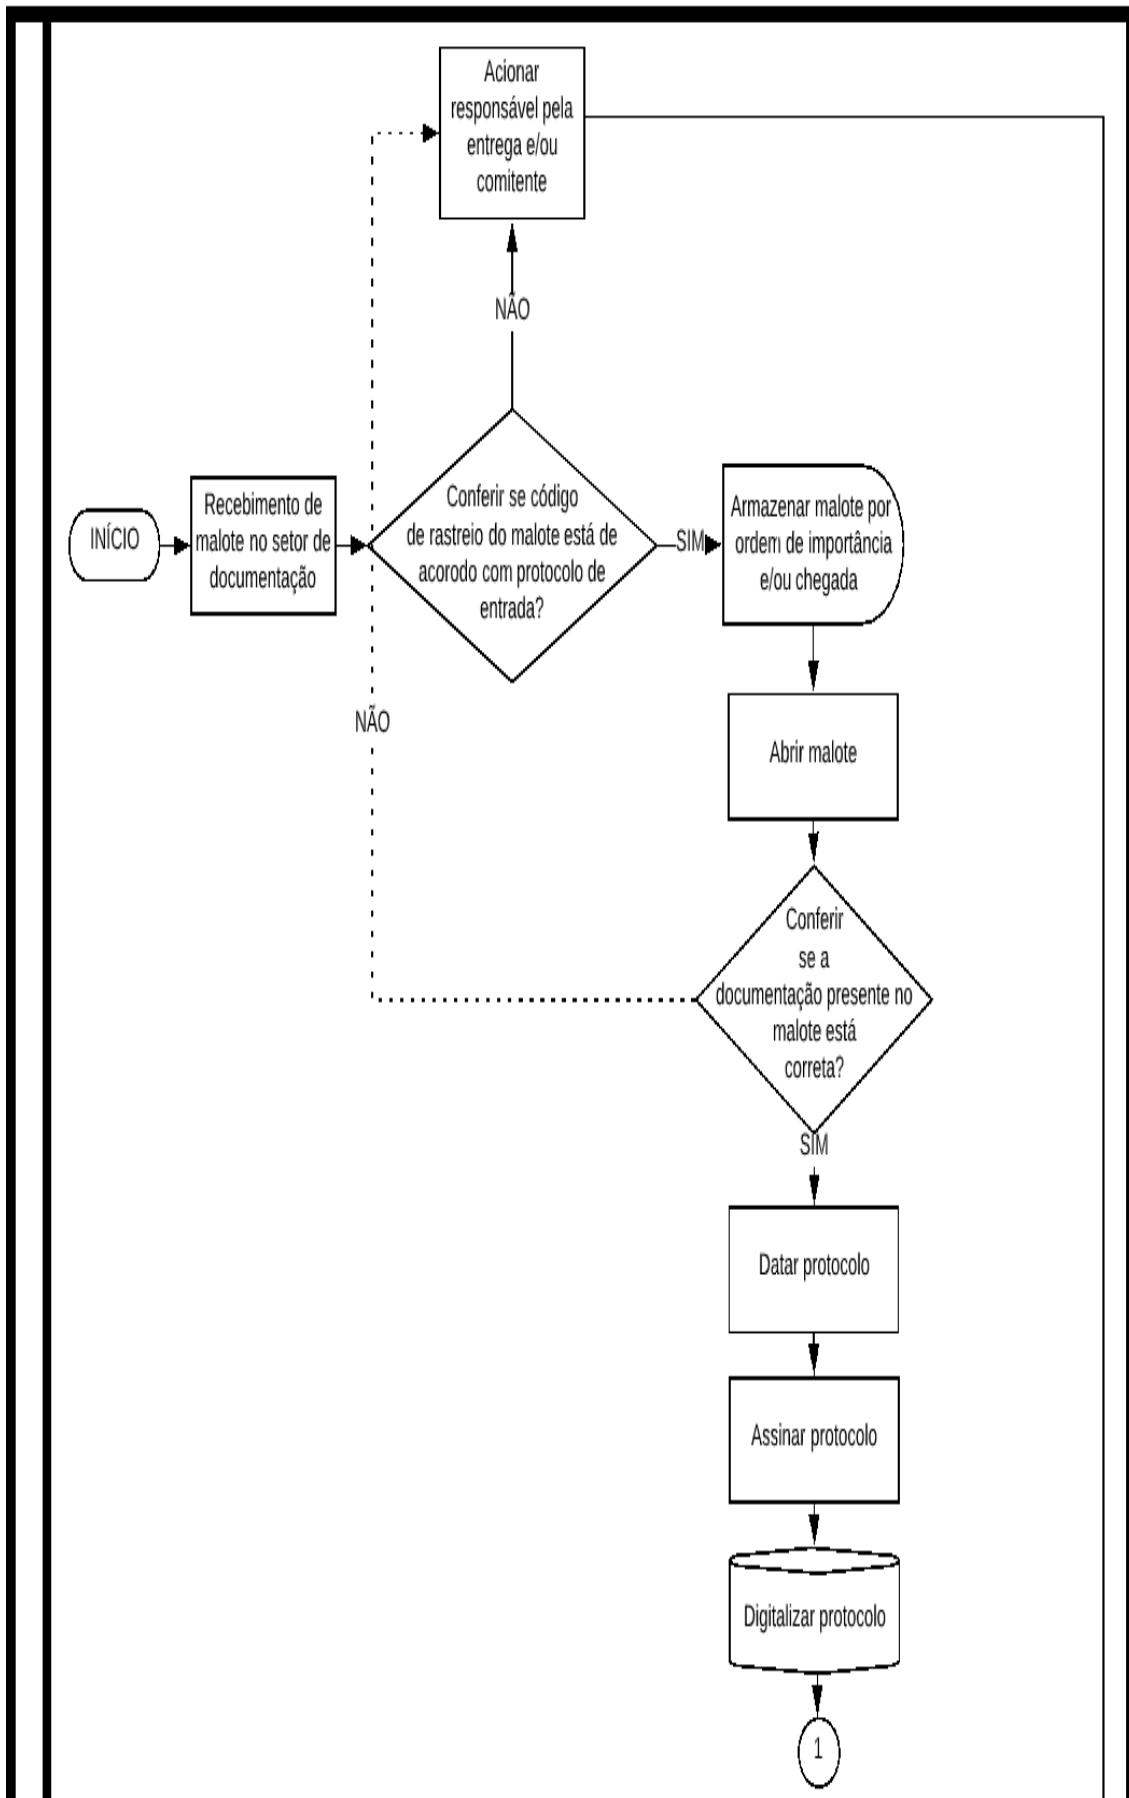 Acionar
responsável pela
entrega e/ou
comitente
NÃO
INÍCIO
Recebimento de
malote no setor de
documentação
Conferir se código
de rastreio do malote está de
acorodo com protocolo de
entrada?
SIM
Armazenar malote por
ordem de importância
e/ou chegada
NÃO
Abrir malote
Conferir
se a
documentação presente no
malote está
correta?
SIM
Datar protocolo
Assinar protocolo
Digitalizar protocolo
1